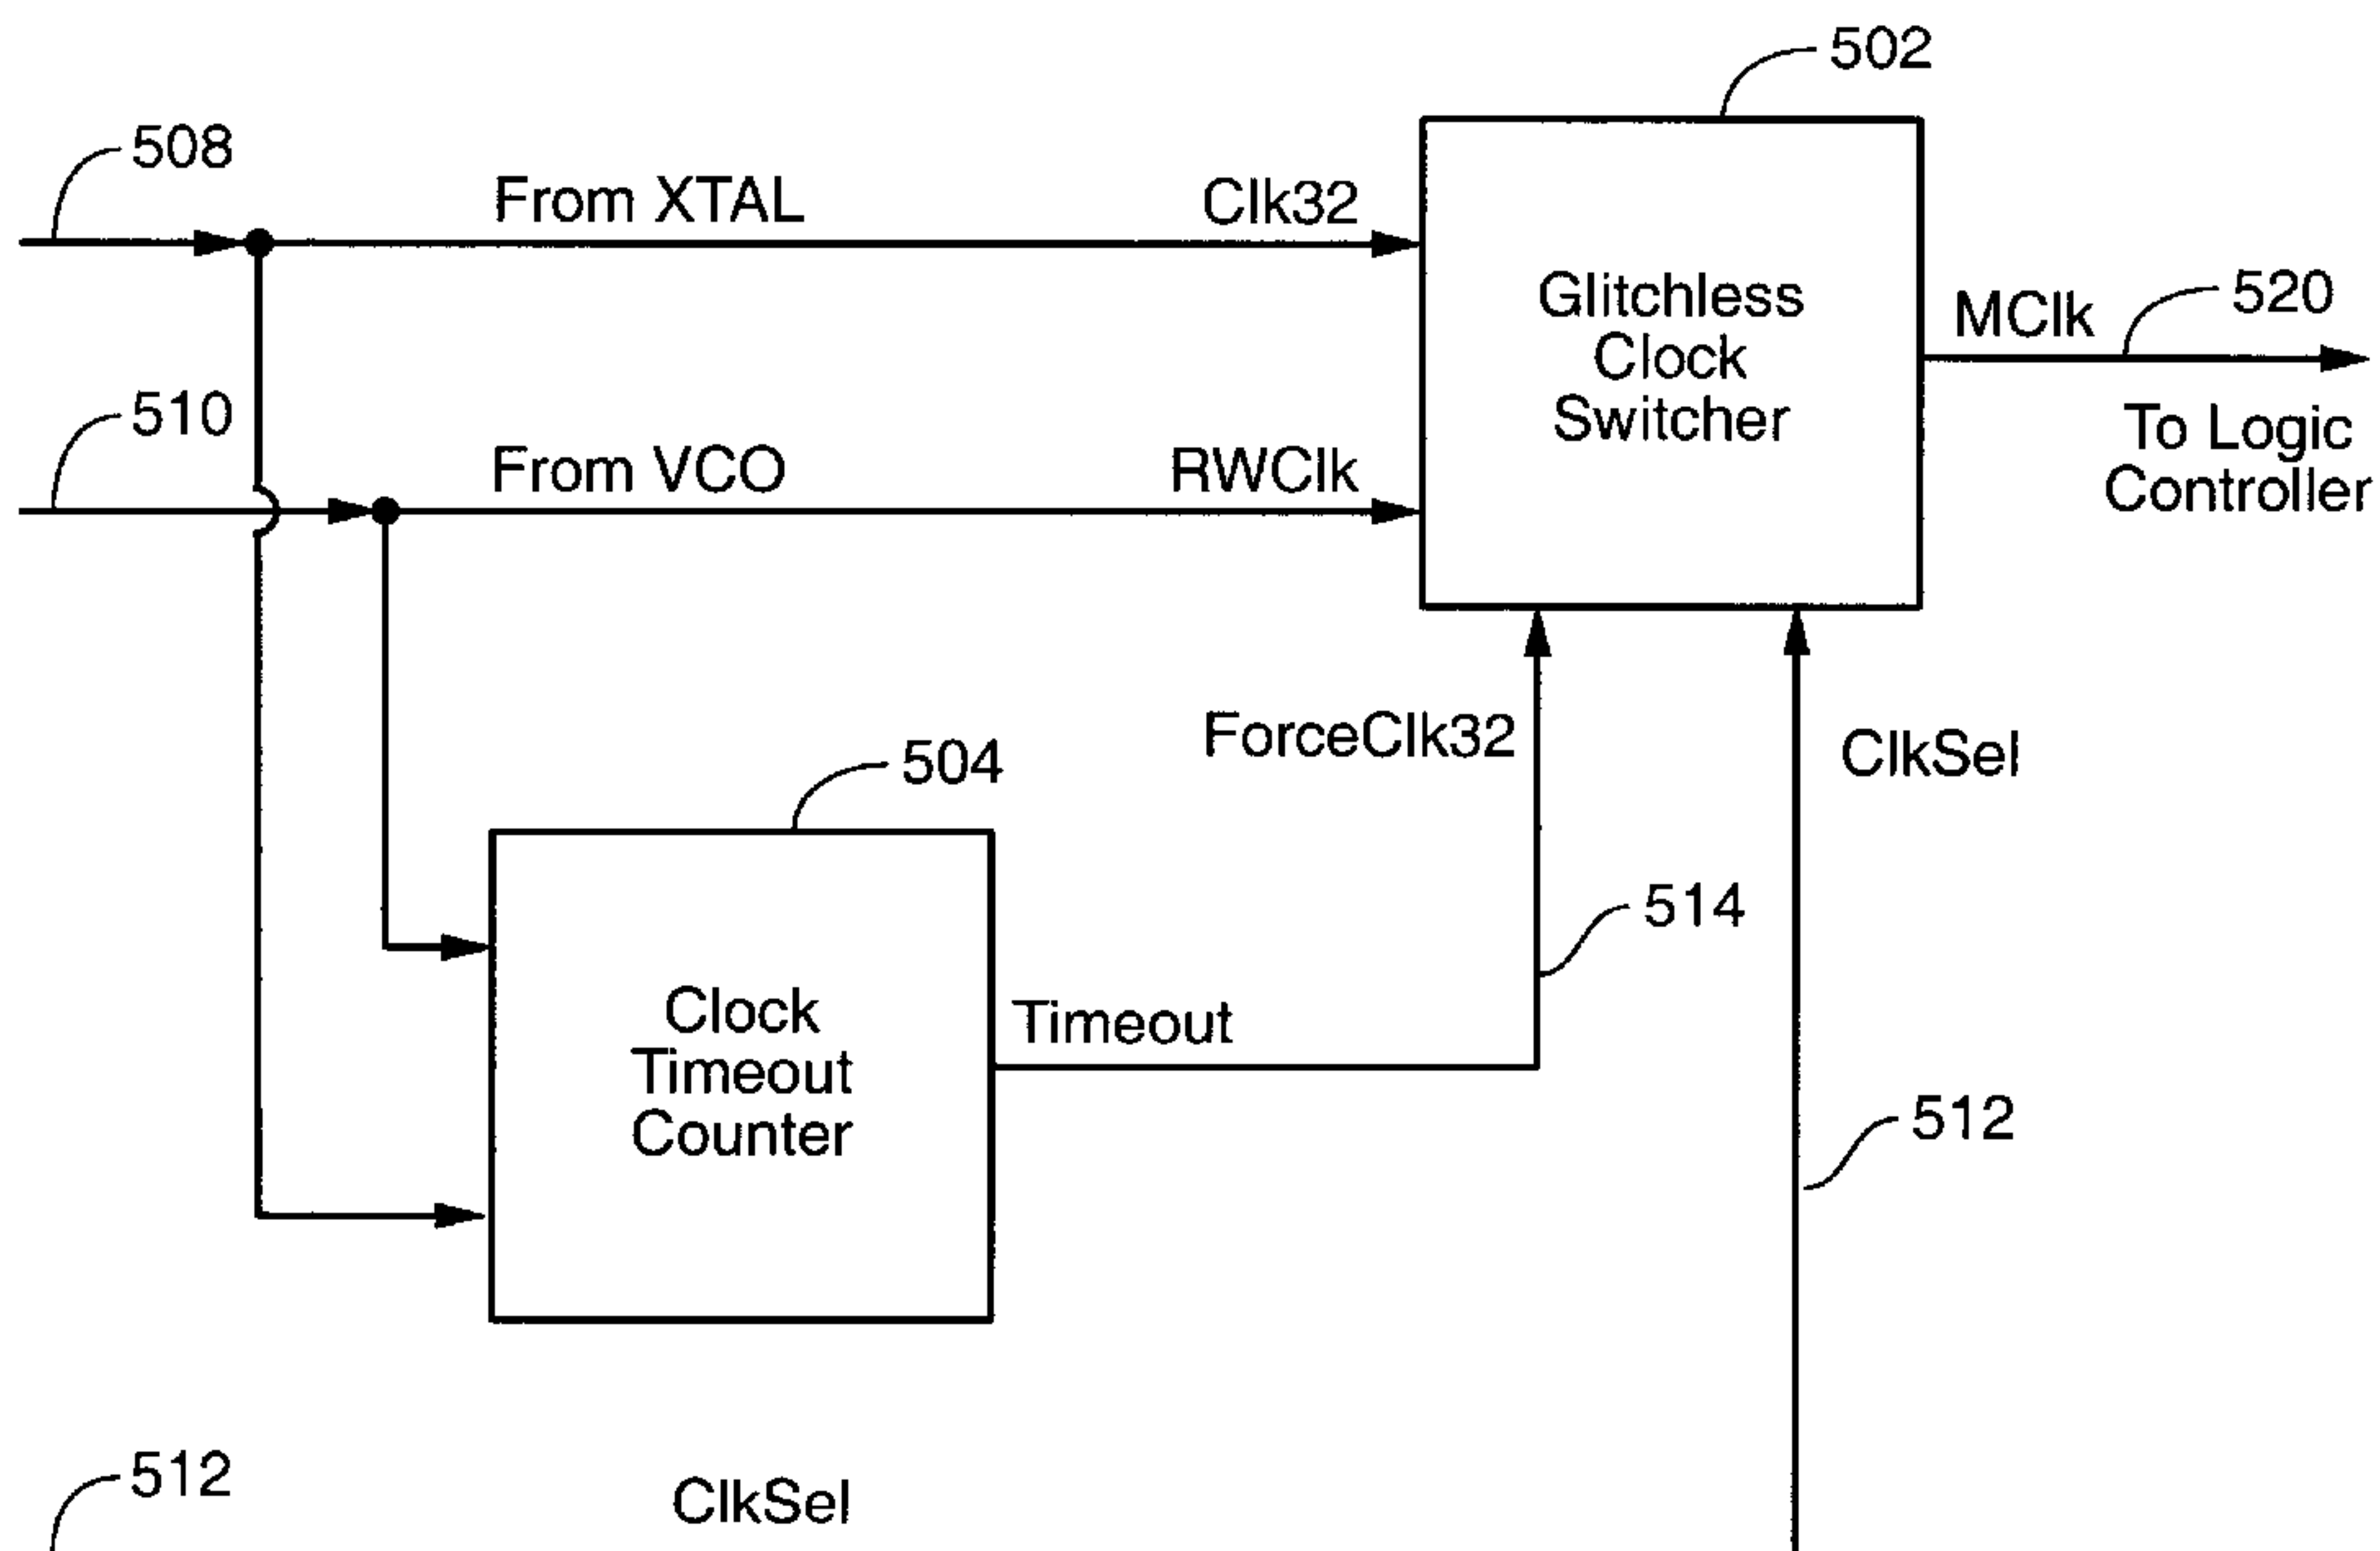 502
508
From XTAL
Clk32
Glitchless
Clock
Switcher
MClk
520
To Logic
Controller
510
From VCO
RWClk
ForceClk32
ClkSel
504
514
Clock
Timeout
Counter
Timeout
512
512
ClkSel